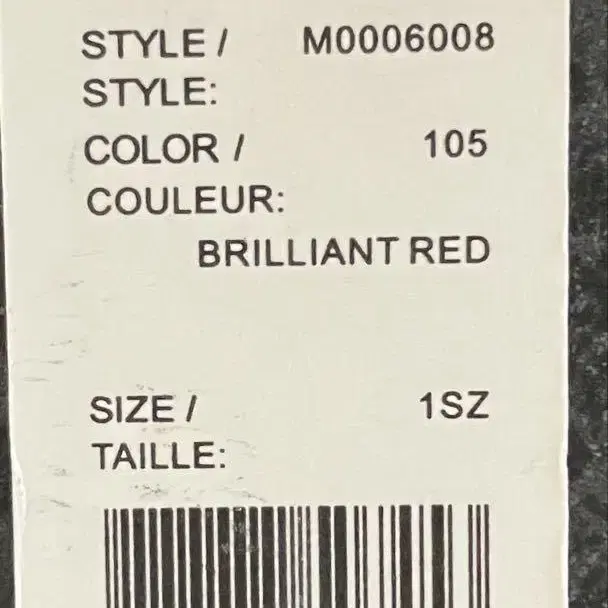 STYLE / M0006008
STYLE:
COLOR / 105
COULEUR:
BRILLIANT RED
SIZE / 1SZ
TAILLE: